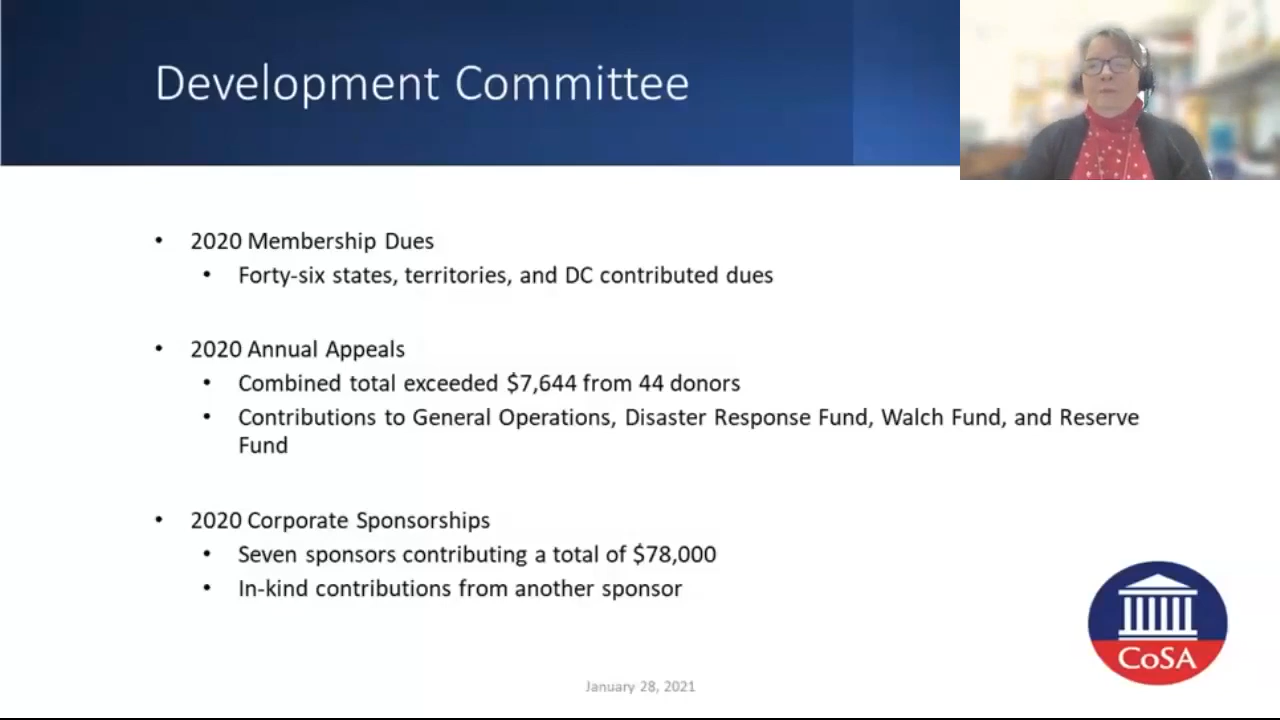 Development Committee
• 2020 Membership Dues
• Forty-six states, territories, and DC contributed dues
• 2020 Annual Appeals
• Combined total exceeded $7,644 from 44 donors
• Contributions to General Operations, Disaster Response Fund, Walch Fund, and Reserve
Fund
• 2020 Corporate Sponsorships
• Seven sponsors contributing a total of $78,000
• In-kind contributions from another sponsor
CoSA
January 28, 2021